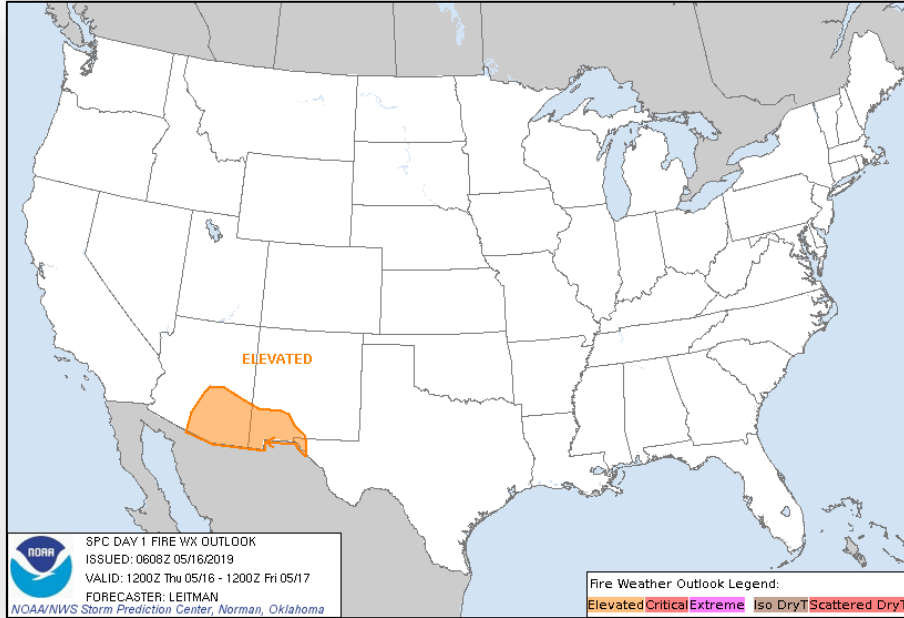 ELEVATED
SPC DAY 1 FIRE WX OUTLOOK
ISSUED: 0608Z 05/16/2019
VALID: 1200Z Thu 05/16 - 1200Z Fri 05/17
FORECASTER: LEITMAN
NOAA/NWS Storm Prediction Center, Norman, Oklahoma
NOAA
Fire Weather Outlook Legend:
Elevated Critical Extreme Iso DryT Scattered DryT